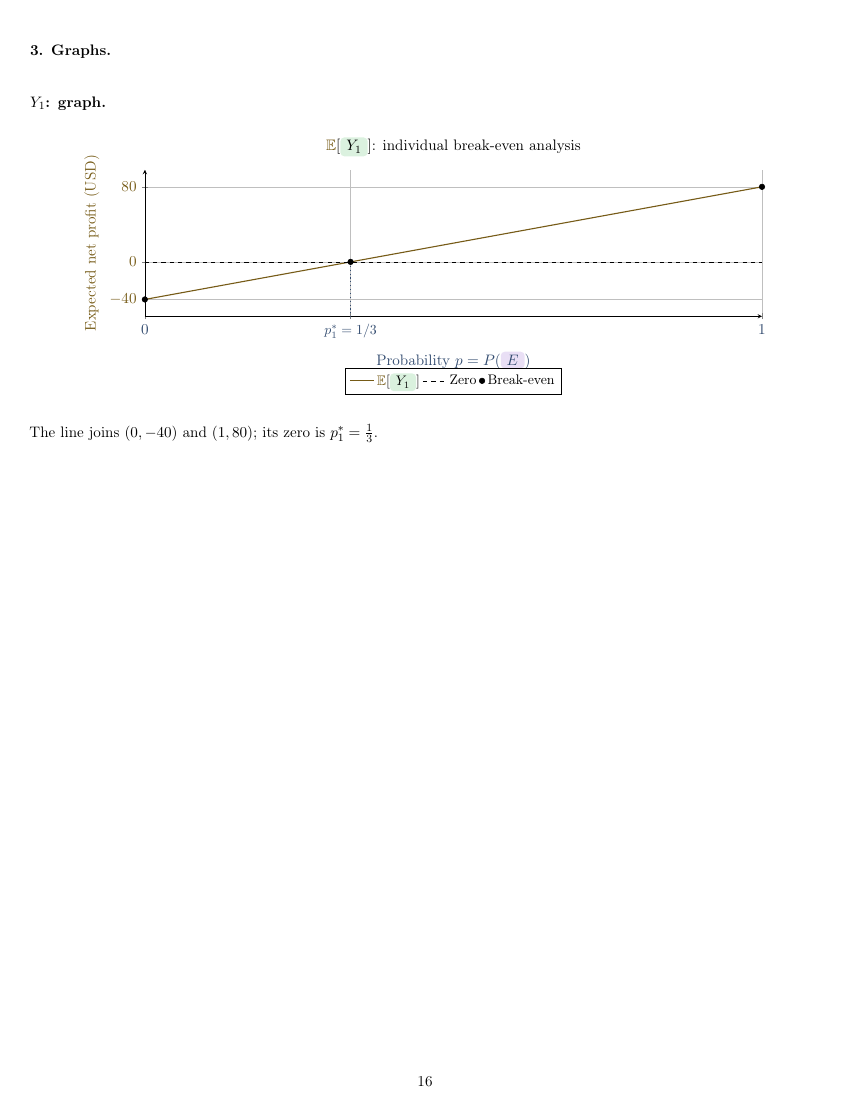 3. Graphs.
Y₁: graph.
𝔼[ Y₁ ]: individual break-even analysis
Expected net profit (USD)
80
0
−40
0
p₁* = 1/3
1
Probability p = P( E )
𝔼[ Y₁ ] Zero Break-even
The line joins (0, −40) and (1, 80); its zero is p₁* = 1/3.
16